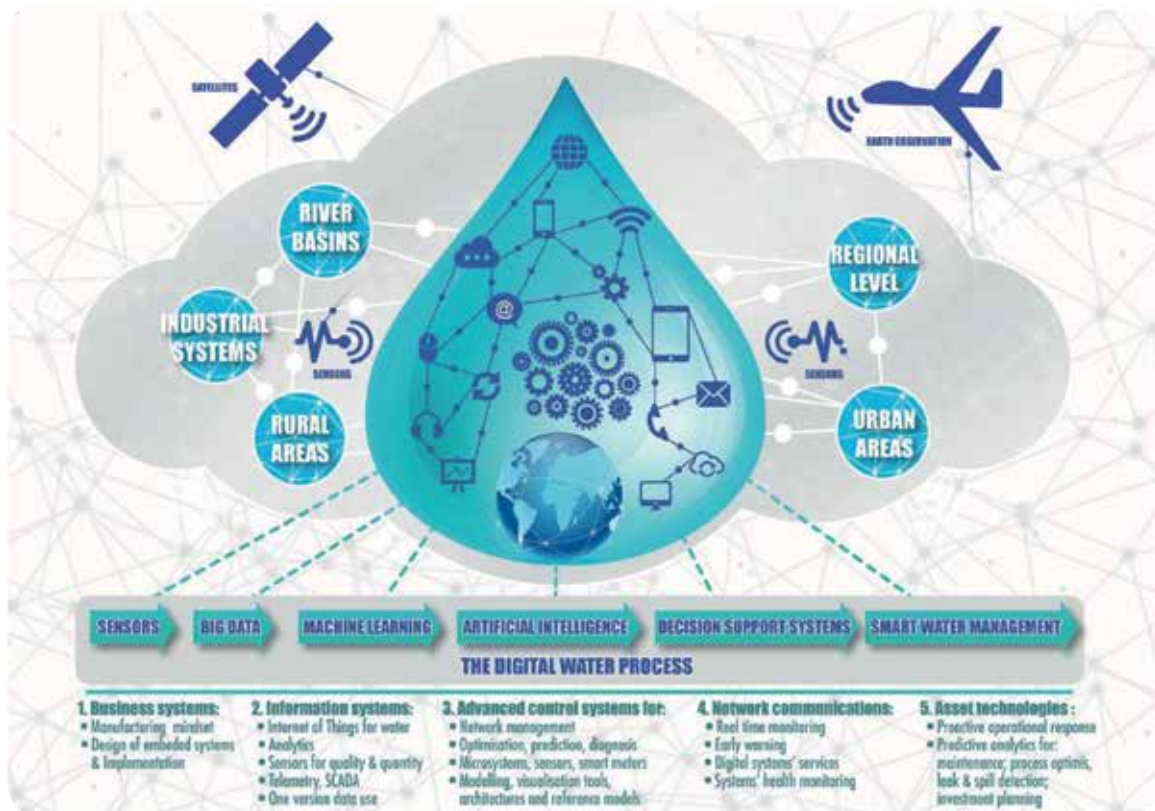 SATELLITES
EARTH OBSERVATION
RIVER
BASINS
REGIONAL
LEVEL
INDUSTRIAL
SYSTEMS
SENSORS
SENSORS
RURAL
AREAS
URBAN
AREAS
@
SENSORS
BIG DATA
MACHINE LEARNING
ARTIFICIAL INTELLIGENCE
DECISION SUPPORT SYSTEMS
SMART WATER MANAGEMENT
THE DIGITAL WATER PROCESS
1. Business systems:
• Manufacturing mindset
• Design of embeded systems
& Implementation
2. Information systems:
• Internet of Things for water
• Analytics
• Sensors for quality & quantity
• Telemetry, SCADA
• One version data use
3. Advanced control systems for:
• Network management
• Optimisation, prediction, diagnosis
• Microsystems, sensors, smart meters
• Modelling, visualisation tools,
architectures and reference models
4. Network communications:
• Real time monitoring
• Early warning
• Digital systems' services
• Systems' health monitoring
5. Asset technologies :
• Proactive operational response
• Predictive analytics for:
maintenance; process optimis,
leak & spill detection;
investment planning